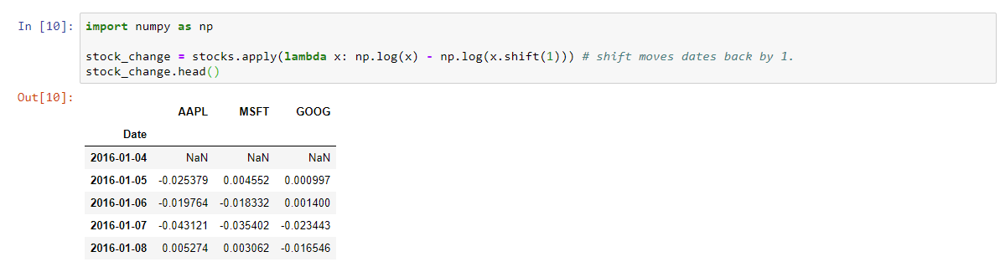 In [10]: import numpy as np
stock_change = stocks.apply(lambda x: np.log(x) - np.log(x.shift(1))) # shift moves dates back by 1.
stock_change.head()
Out[10]:
AAPL MSFT GOOG
Date
2016-01-04 NaN NaN NaN
2016-01-05 -0.025379 0.004552 0.000997
2016-01-06 -0.019764 -0.018332 0.001400
2016-01-07 -0.043121 -0.035402 -0.023443
2016-01-08 0.005274 0.003062 -0.016546